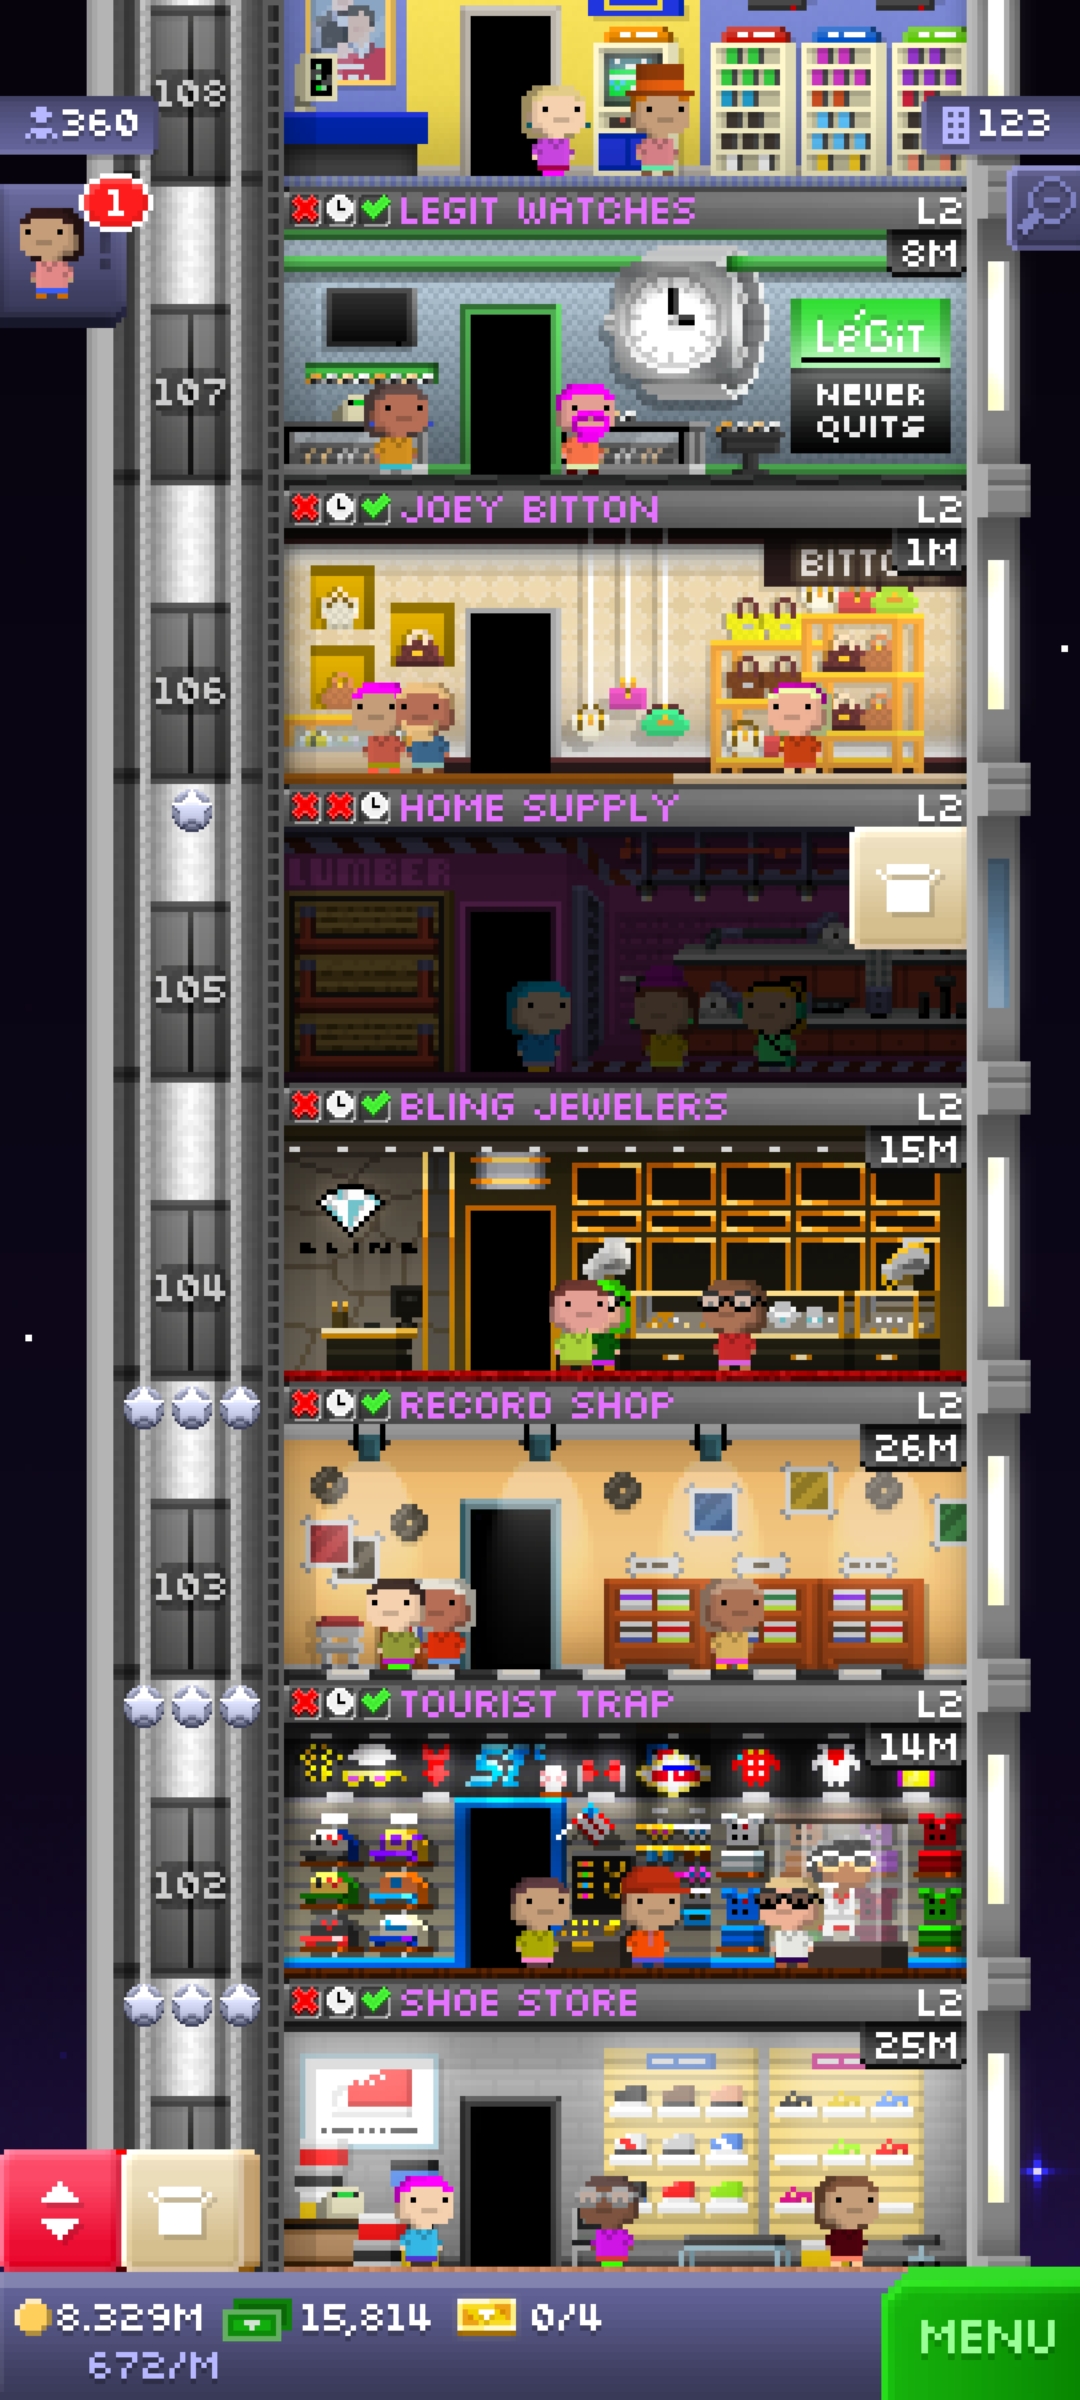 108
360
123
1
LEGIT WATCHES L2
8M
LéGiT
NEVER
QUITS
107
JOEY BITTON L2
1M
BITTO
106
HOME SUPPLY L2
LUMBER
105
BLING JEWELERS L2
15M
BLING
104
RECORD SHOP L2
26M
103
TOURIST TRAP L2
14M
102
SHOE STORE L2
25M
8.329M 15,814 0/4
672/M
MENU